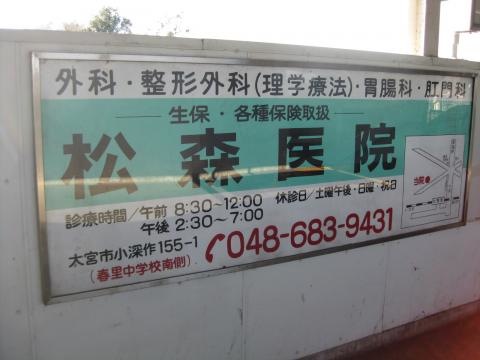 外科・整形外科(理学療法)・胃腸科・肛門科
生保・各種保険取扱
松森医院
診療時間/午前 8:30~12:00 休診日/土曜午後・日曜・祝日
午後 2:30~7:00
大宮市小深作155-1
(春里中学校南側)
048-683-9431
当院